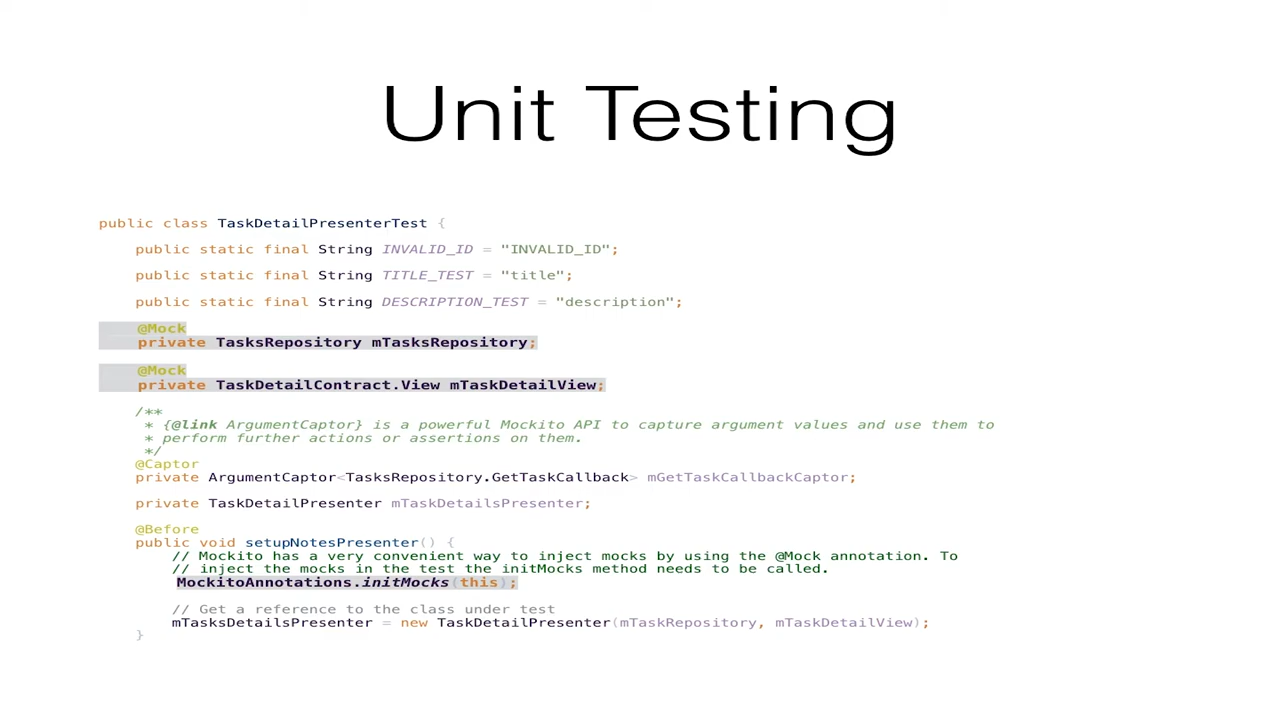 Unit Testing
public class TaskDetailPresenterTest {
public static final String INVALID_ID = "INVALID_ID";
public static final String TITLE_TEST = "title";
public static final String DESCRIPTION_TEST = "description";
@Mock
private TasksRepository mTasksRepository;
@Mock
private TaskDetailContract.View mTaskDetailView;
/**
* {@link ArgumentCaptor} is a powerful Mockito API to capture argument values and use them to
* perform further actions or assertions on them.
*/
@Captor
private ArgumentCaptor<TasksRepository.GetTaskCallback> mGetTaskCallbackCaptor;
private TaskDetailPresenter mTaskDetailsPresenter;
@Before
public void setupNotesPresenter() {
// Mockito has a very convenient way to inject mocks by using the @Mock annotation. To
// inject the mocks in the test the initMocks method needs to be called.
MockitoAnnotations.initMocks(this);
// Get a reference to the class under test
mTasksDetailsPresenter = new TaskDetailPresenter(mTaskRepository, mTaskDetailView);
}